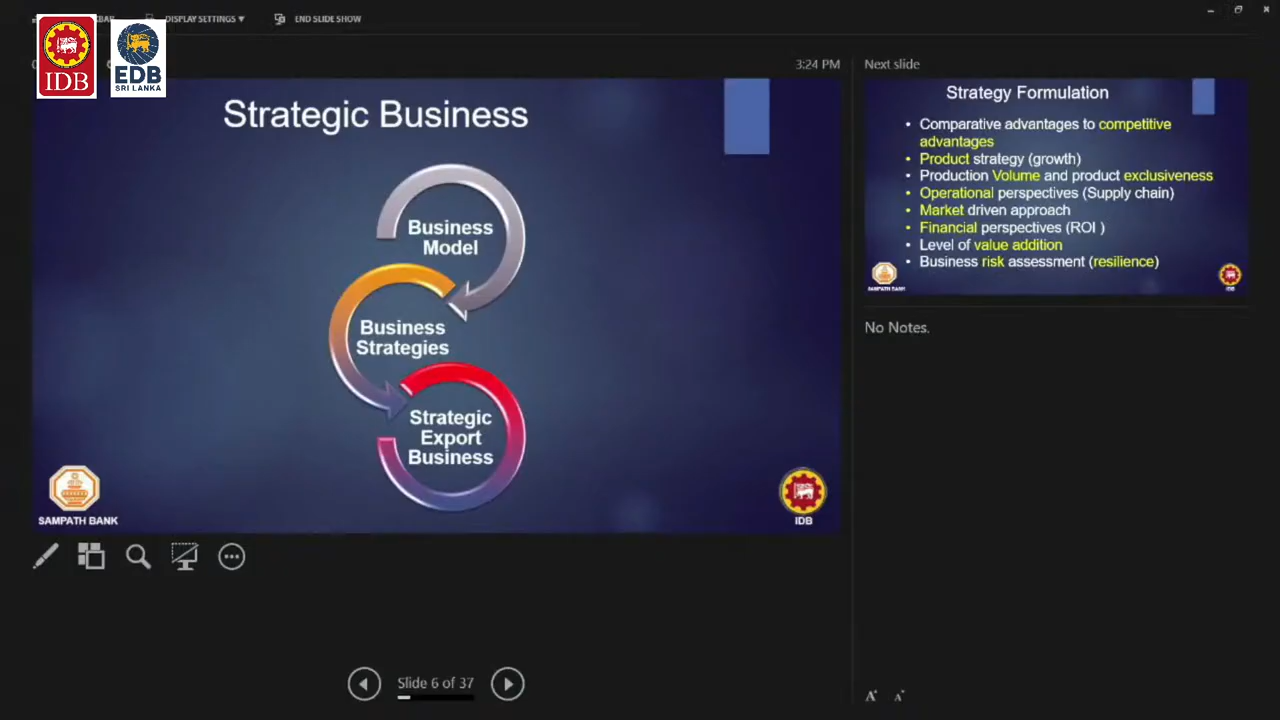 DISPLAY SETTINGS ▼
END SLIDE SHOW
IDB
EDB
SRI LANKA
3:24 PM
Next slide
Strategic Business
Business
Model
Business
Strategies
Strategic
Export
Business
SAMPATH BANK
IDB
Strategy Formulation
• Comparative advantages to competitive
advantages
• Product strategy (growth)
• Production Volume and product exclusiveness
• Operational perspectives (Supply chain)
• Market driven approach
• Financial perspectives (ROI )
• Level of value addition
• Business risk assessment (resilience)
SAMPATH BANK
IDB
No Notes.
Slide 6 of 37
A
A